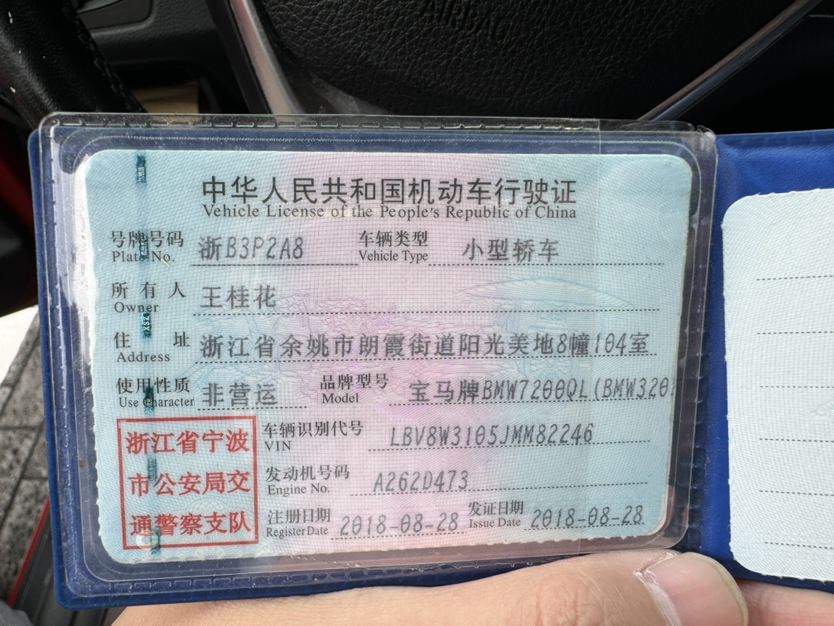 AIRBAG
中华人民共和国机动车行驶证
Vehicle License of the People's Republic of China
号牌号码 浙B3P2A8 车辆类型 小型轿车
Plate No. Vehicle Type
所有人 王桂花
Owner
住址 浙江省余姚市朗霞街道阳光美地8幢104室
Address
使用性质 非营运 品牌型号 宝马牌BMW7200QL(BMW320
Use Character Model
浙江省宁波 车辆识别代号 LBV8W3105JMM82246
VIN
市公安局交 发动机号码 A262D473
Engine No.
通警察支队 注册日期 2018-08-28 发证日期 2018-08-28
Register Date Issue Date